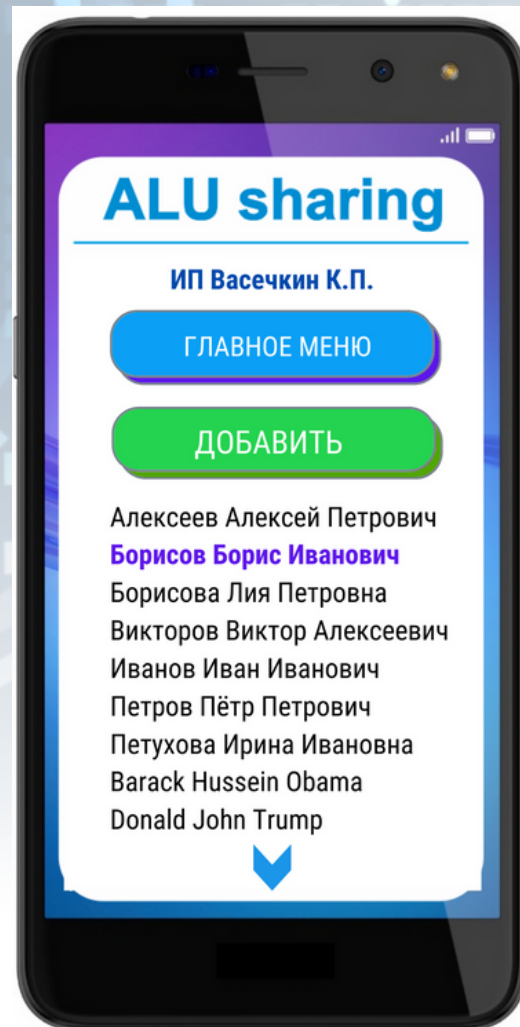 ALU sharing
ИП Васечкин К.П.
ГЛАВНОЕ МЕНЮ
ДОБАВИТЬ
Алексеев Алексей Петрович
Борисов Борис Иванович
Борисова Лия Петровна
Викторов Виктор Алексеевич
Иванов Иван Иванович
Петров Пётр Петрович
Петухова Ирина Ивановна
Barack Hussein Obama
Donald John Trump